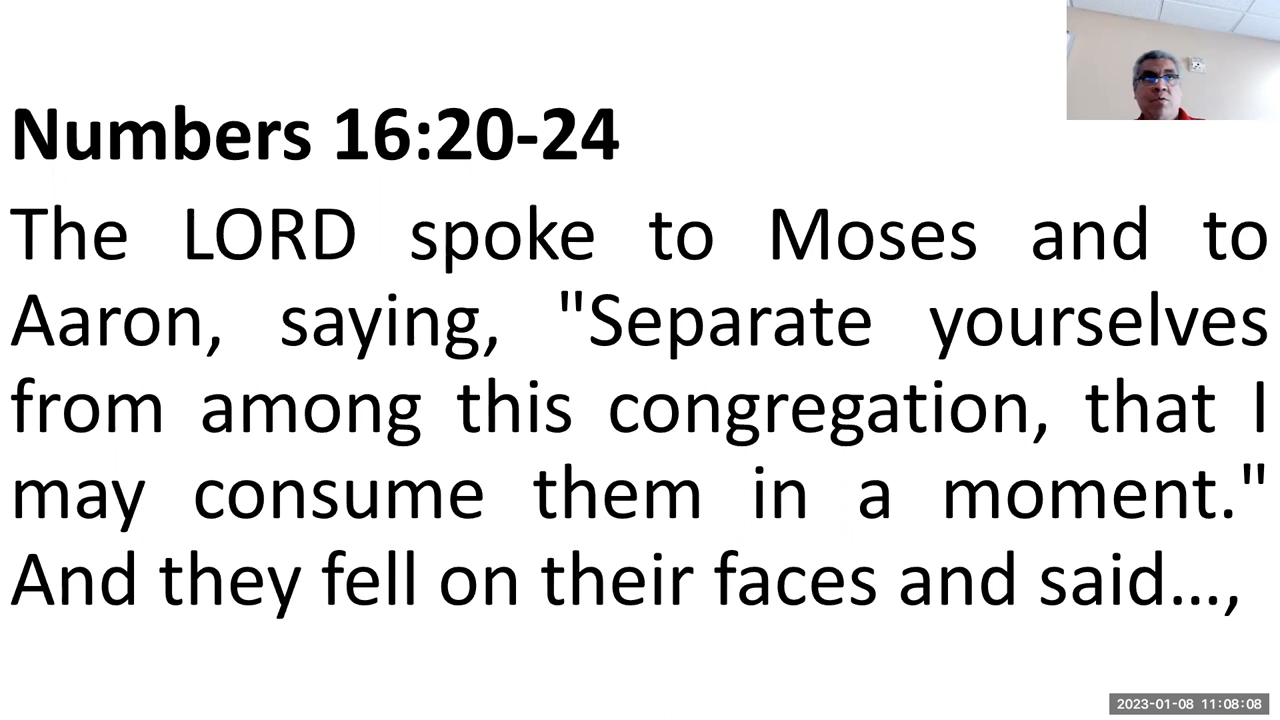 Numbers 16:20-24
The LORD spoke to Moses and to
Aaron, saying, "Separate yourselves
from among this congregation, that I
may consume them in a moment."
And they fell on their faces and said…,
2023-01-08 11:08:08